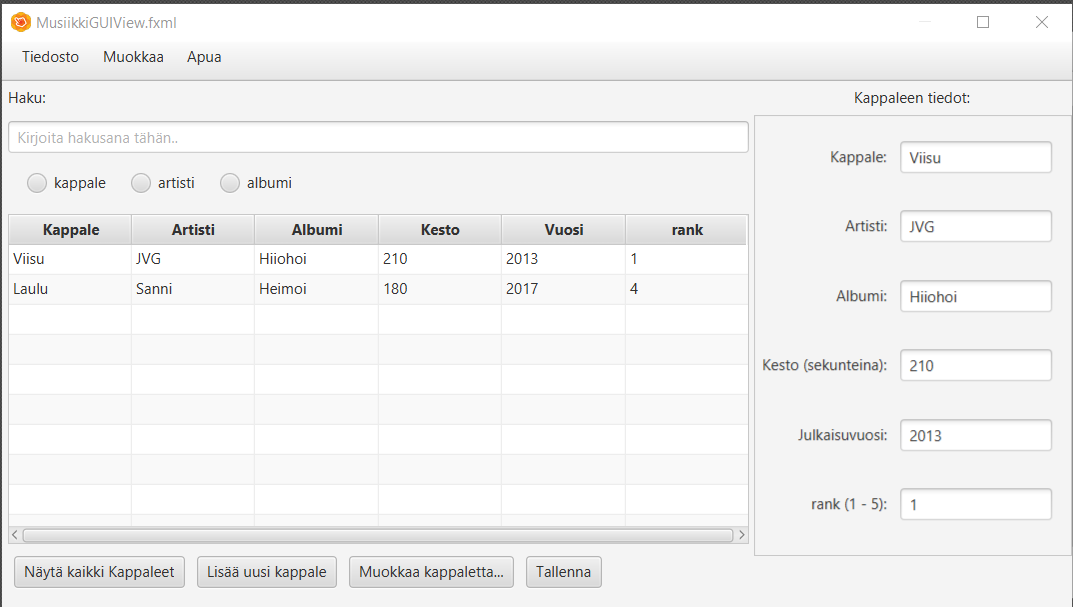 MusiikkiGUIView.fxml
Tiedosto Muokkaa Apua
Haku:
Kirjoita hakusana tähän..
kappale artisti albumi
Kappale Artisti Albumi Kesto Vuosi rank
Viisu JVG Hiiohoi 210 2013 1
Laulu Sanni Heimoi 180 2017 4
Näytä kaikki Kappaleet Lisää uusi kappale Muokkaa kappaletta... Tallenna
Kappaleen tiedot:
Kappale: Viisu
Artisti: JVG
Albumi: Hiiohoi
Kesto (sekunteina): 210
Julkaisuvuosi: 2013
rank (1 - 5): 1